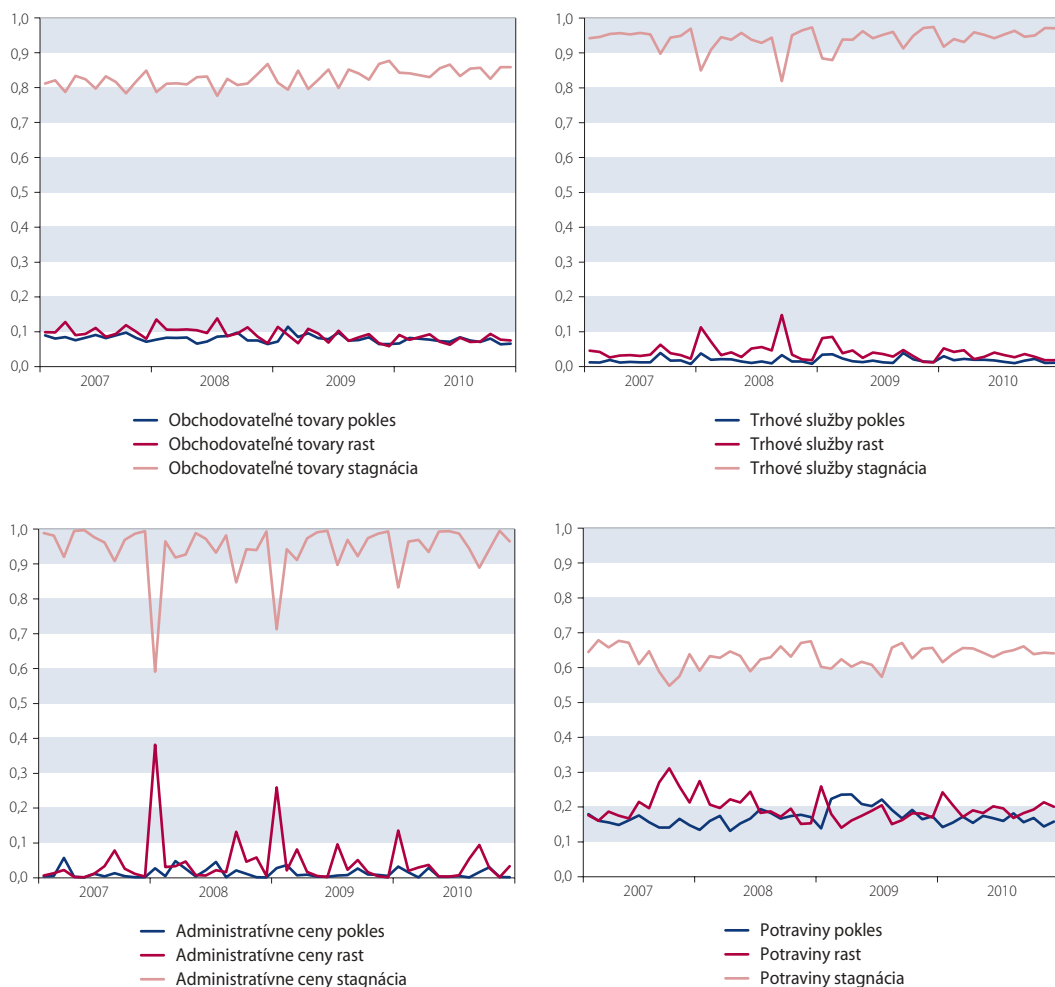 1,0
0,9
0,8
0,7
0,6
0,5
0,4
0,3
0,2
0,1
0,0
2007 2008 2009 2010
Obchodovateľné tovary pokles
Obchodovateľné tovary rast
Obchodovateľné tovary stagnácia
1,0
0,9
0,8
0,7
0,6
0,5
0,4
0,3
0,2
0,1
0,0
2007 2008 2009 2010
Trhové služby pokles
Trhové služby rast
Trhové služby stagnácia
1,0
0,9
0,8
0,7
0,6
0,5
0,4
0,3
0,2
0,1
0,0
2007 2008 2009 2010
Administratívne ceny pokles
Administratívne ceny rast
Administratívne ceny stagnácia
1,0
0,9
0,8
0,7
0,6
0,5
0,4
0,3
0,2
0,1
0,0
2007 2008 2009 2010
Potraviny pokles
Potraviny rast
Potraviny stagnácia